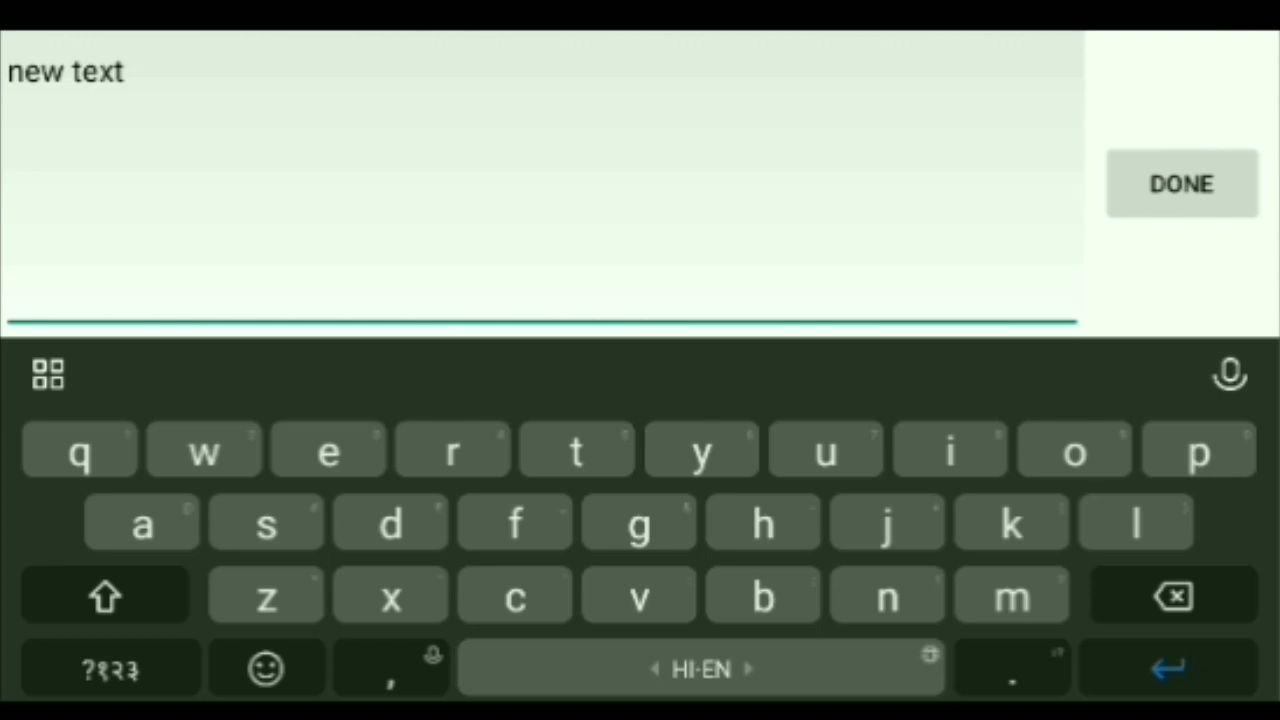 new text
DONE
q w e r t y u i o p
a s d f g h j k l
z x c v b n m
?१२३ , HI-EN .